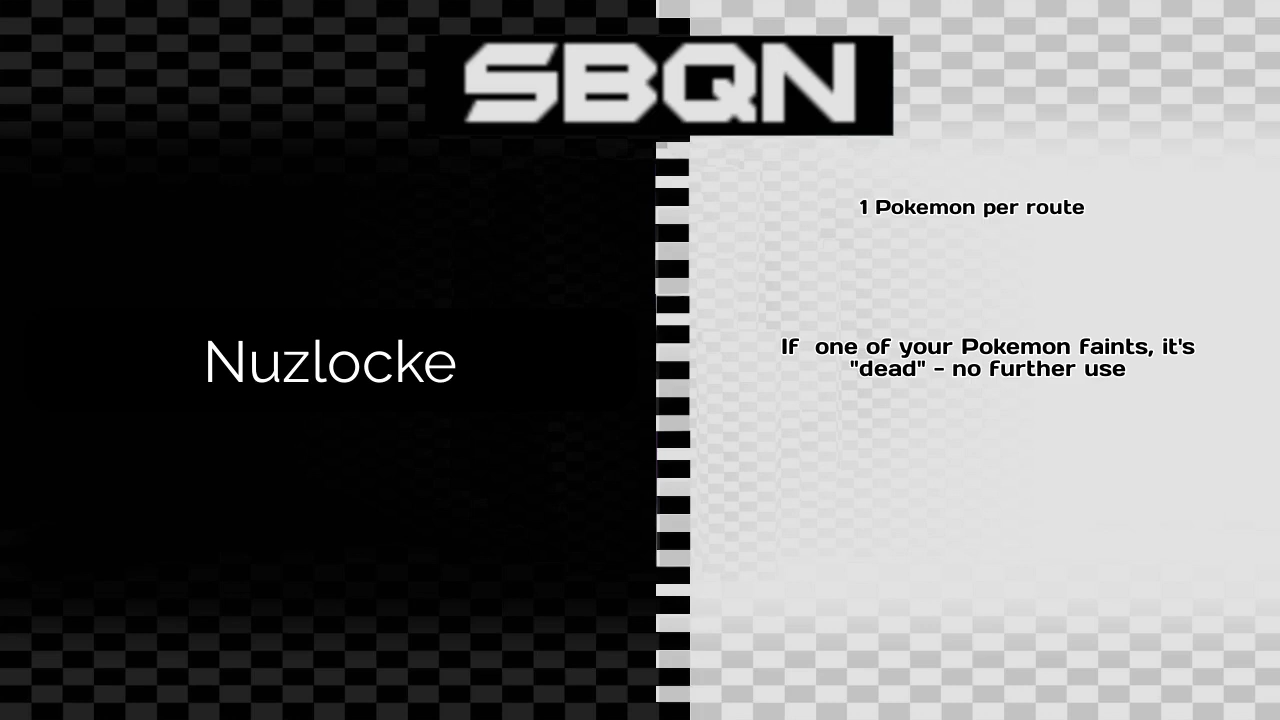 SBQN
Nuzlocke
1 Pokemon per route
If  one of your Pokemon faints, it's
"dead" - no further use